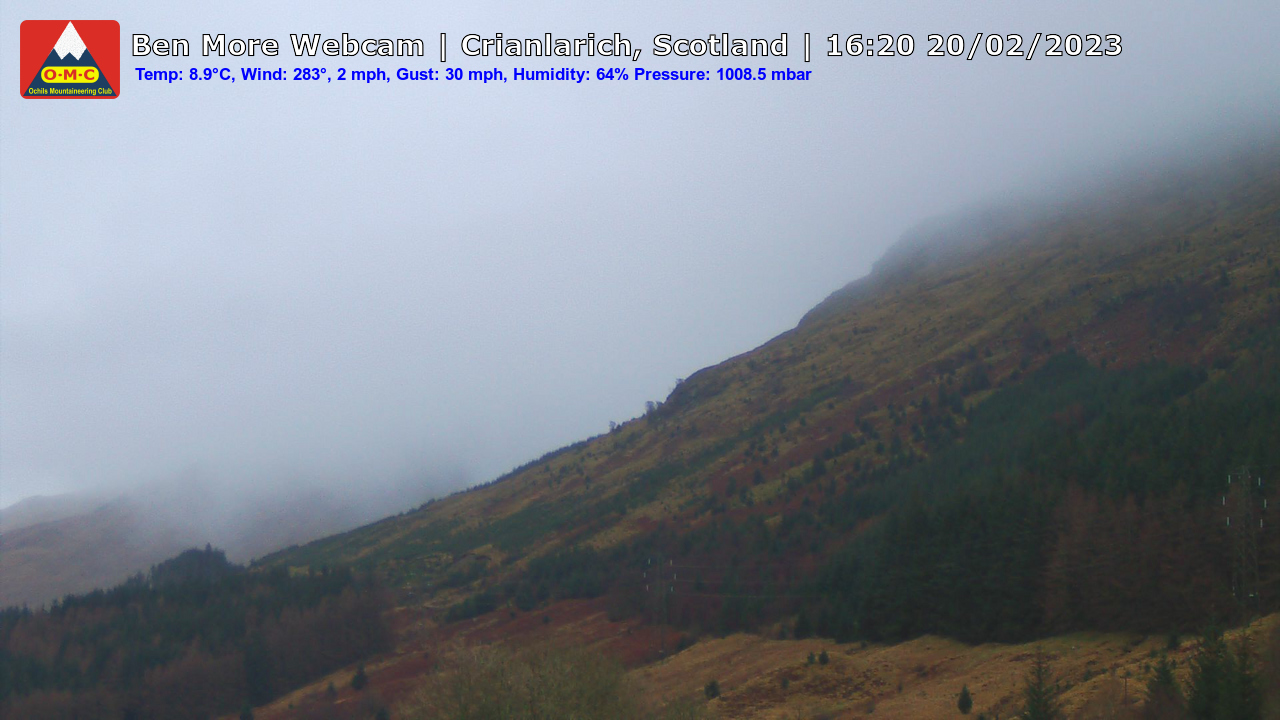 Ben More Webcam | Crianlarich, Scotland | 16:20 20/02/2023
Temp: 8.9°C, Wind: 283°, 2 mph, Gust: 30 mph, Humidity: 64% Pressure: 1008.5 mbar
O-M-C
Ochils Mountaineering Club